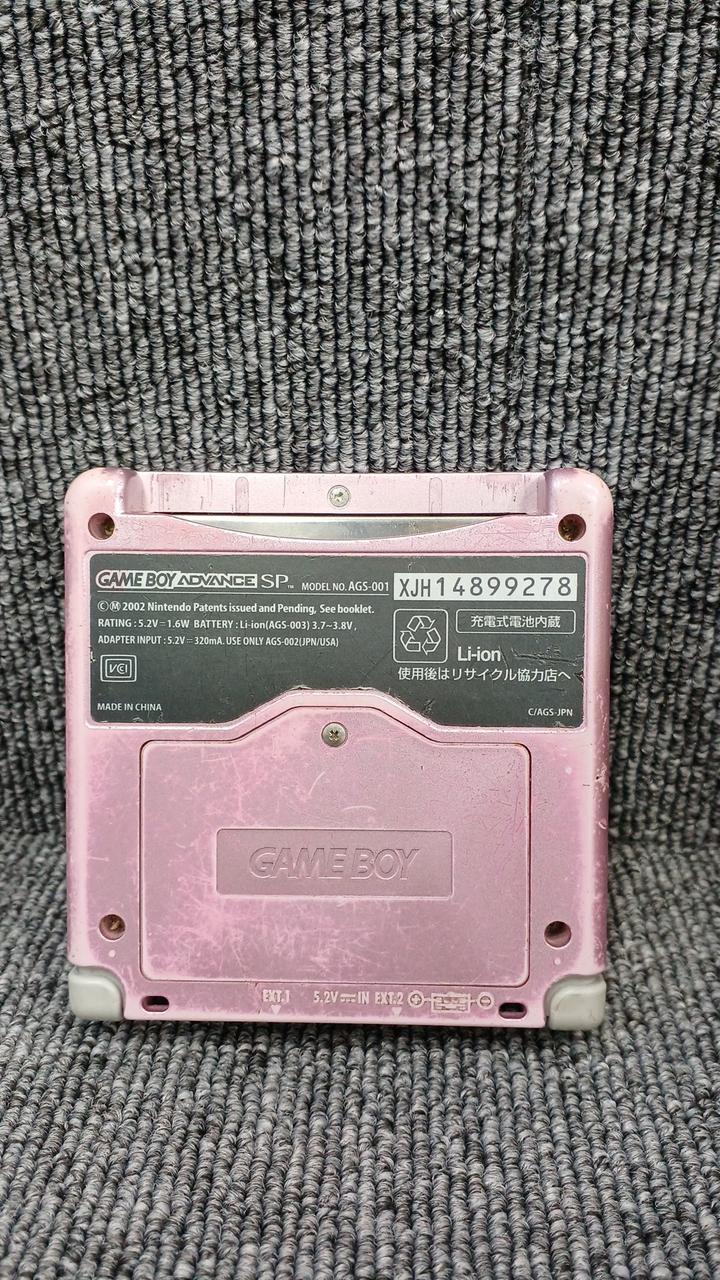 GAME BOY ADVANCE SP™ MODEL NO. AGS-001 XJH14899278
©Ⓜ 2002 Nintendo Patents issued and Pending, See booklet.
RATING : 5.2V⎓1.6W BATTERY : Li-ion(AGS-003) 3.7~3.8V,
ADAPTER INPUT : 5.2V⎓320mA. USE ONLY AGS-002(JPN/USA)
充電式電池内蔵
Li-ion
使用後はリサイクル協力店へ
VCI
MADE IN CHINA
C/AGS-JPN
GAME BOY
EXT.1 5.2V⎓IN EXT.2